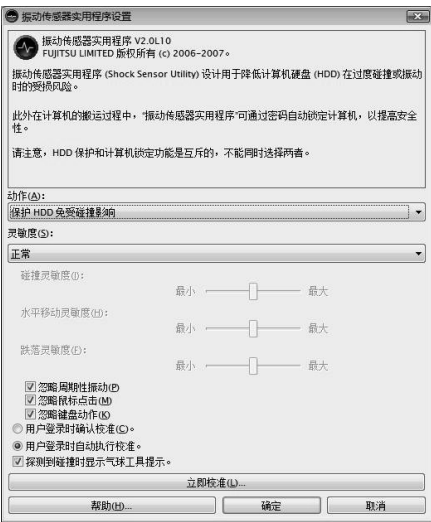 振动传感器实用程序设置
振动传感器实用程序 V2.0L10
FUJITSU LIMITED 版权所有 (c) 2006-2007。
振动传感器实用程序 (Shock Sensor Utility) 设计用于降低计算机硬盘 (HDD) 在过度碰撞或振动
时的受损风险。
此外在计算机的搬运过程中，“振动传感器实用程序”可通过密码自动锁定计算机，以提高安全
性。
请注意，HDD 保护和计算机锁定功能是互斥的，不能同时选择两者。
动作(A):
保护 HDD 免受碰撞影响
灵敏度(S):
正常
碰撞灵敏度(I):
最小 最大
水平移动灵敏度(H):
最小 最大
跌落灵敏度(F):
最小 最大
忽略周期性振动(P)
忽略鼠标点击(M)
忽略键盘动作(K)
用户登录时确认校准(C)。
用户登录时自动执行校准。
探测到碰撞时显示气球工具提示。
立即校准(L)...
帮助(H)... 确定 取消